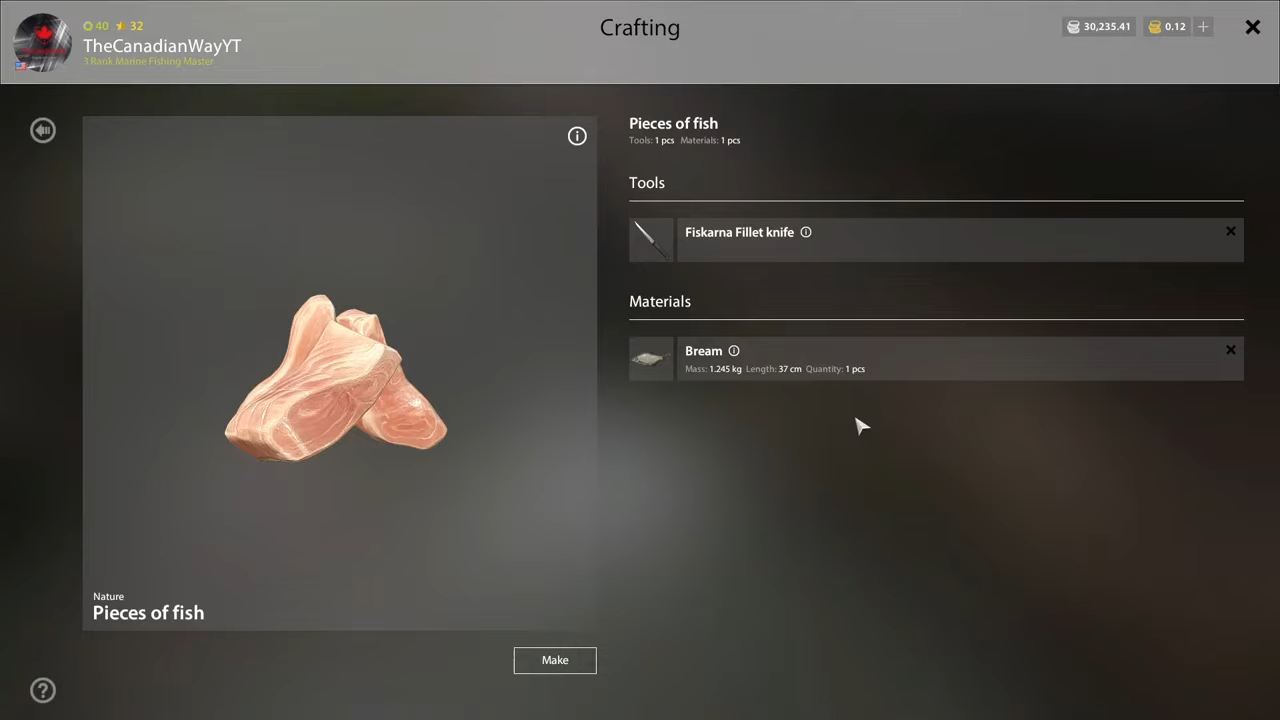 40 32
TheCanadianWayYT
3 Rank Marine Fishing Master
Crafting
30,235.41 0.12 +
Pieces of fish
Tools: 1 pcs Materials: 1 pcs
Tools
Fiskarna Fillet knife
Materials
Bream
Mass: 1.245 kg Length: 37 cm Quantity: 1 pcs
Nature
Pieces of fish
Make
?